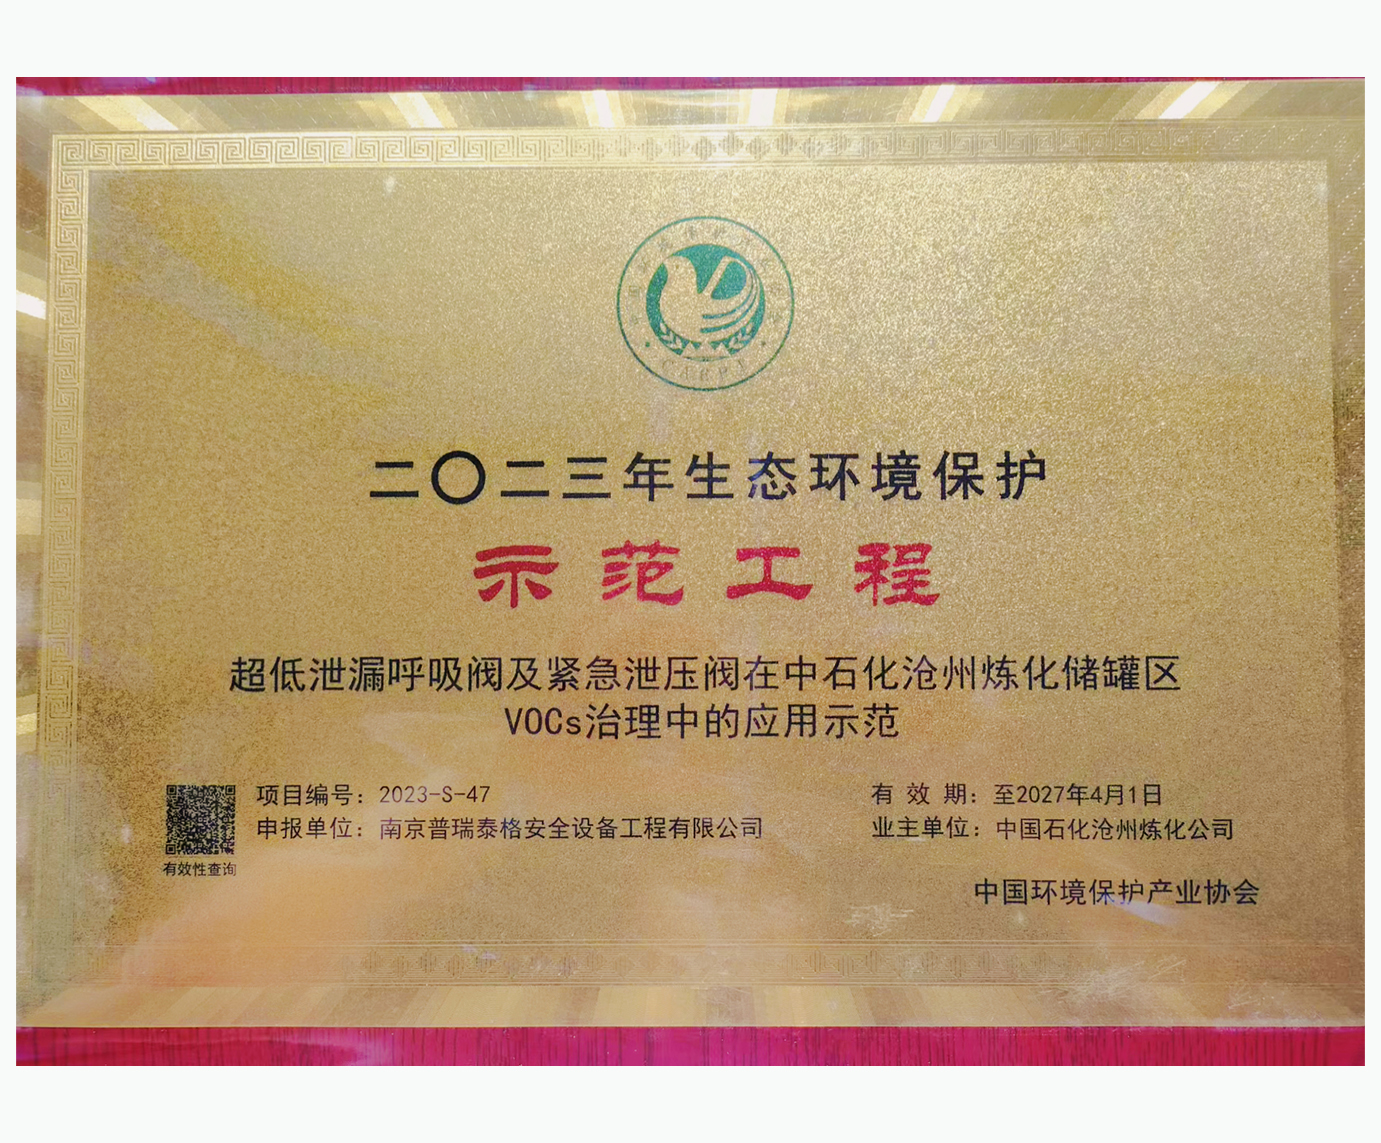 CAEPI
二〇二三年生态环境保护
示范工程
超低泄漏呼吸阀及紧急泄压阀在中石化沧州炼化储罐区
VOCs治理中的应用示范
项目编号：2023-S-47
有效期：至2027年4月1日
申报单位：南京普瑞泰格安全设备工程有限公司
业主单位：中国石化沧州炼化公司
有效性查询
中国环境保护产业协会